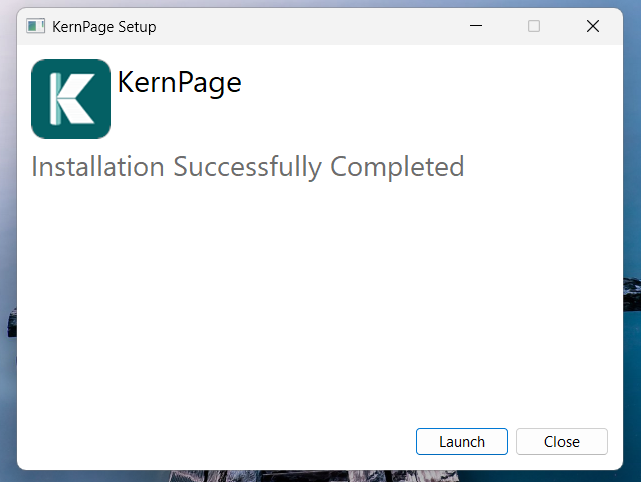 KernPage Setup
KernPage
Installation Successfully Completed
Launch
Close